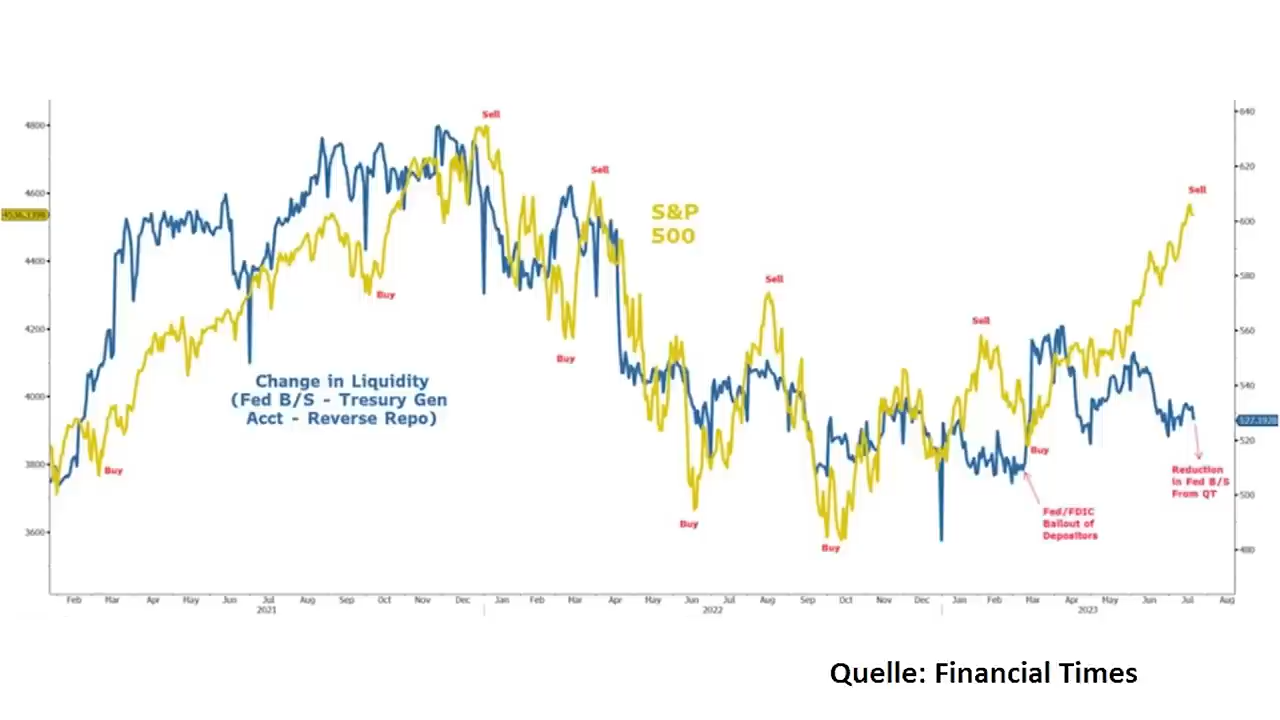 Sell
Sell
Sell
Sell
Sell
Buy
Buy
Buy
Buy
Buy
Buy
S&P
500
Change in Liquidity
(Fed B/S - Tresury Gen
Acct - Reverse Repo)
Fed/FDIC
Bailout of
Depositors
Reduction
in Fed B/S
From QT
4800
4600
4400
4200
4000
3800
3600
640
620
600
580
560
540
520
500
480
Feb Mar Apr May Jun Jul Aug Sep Oct Nov Dec Jan Feb Mar Apr May Jun Jul Aug Sep Oct Nov Dec Jan Feb Mar Apr May Jun Jul Aug
2021 2022 2023
Quelle: Financial Times